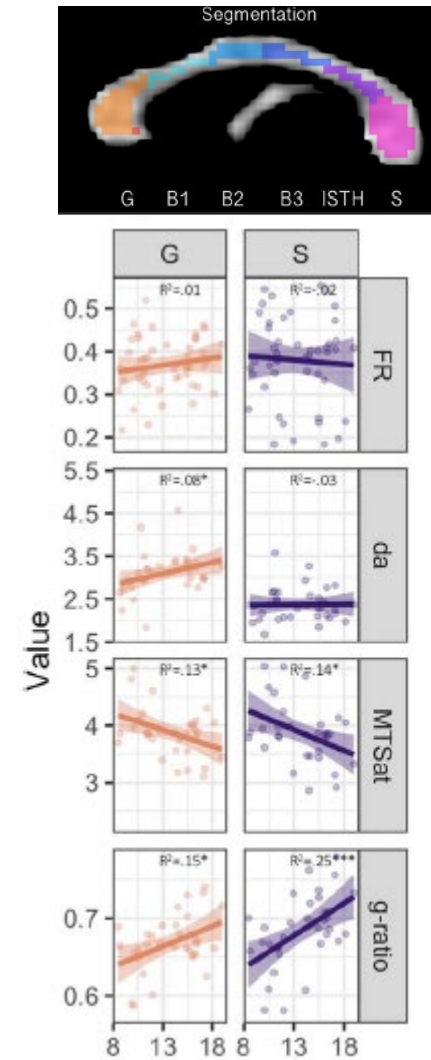 Segmentation
G B1 B2 B3 ISTH S
G S
R²=.01 R²=-.02
0.5
0.4
0.3
0.2
FR
R²=.08* R²=-.03
5.5
4.5
3.5
2.5
1.5
da
Value
R²=.13* R²=.14*
5
4
3
MTSat
R²=.15* R²=.25***
0.7
0.6
g-ratio
8 13 18 8 13 18